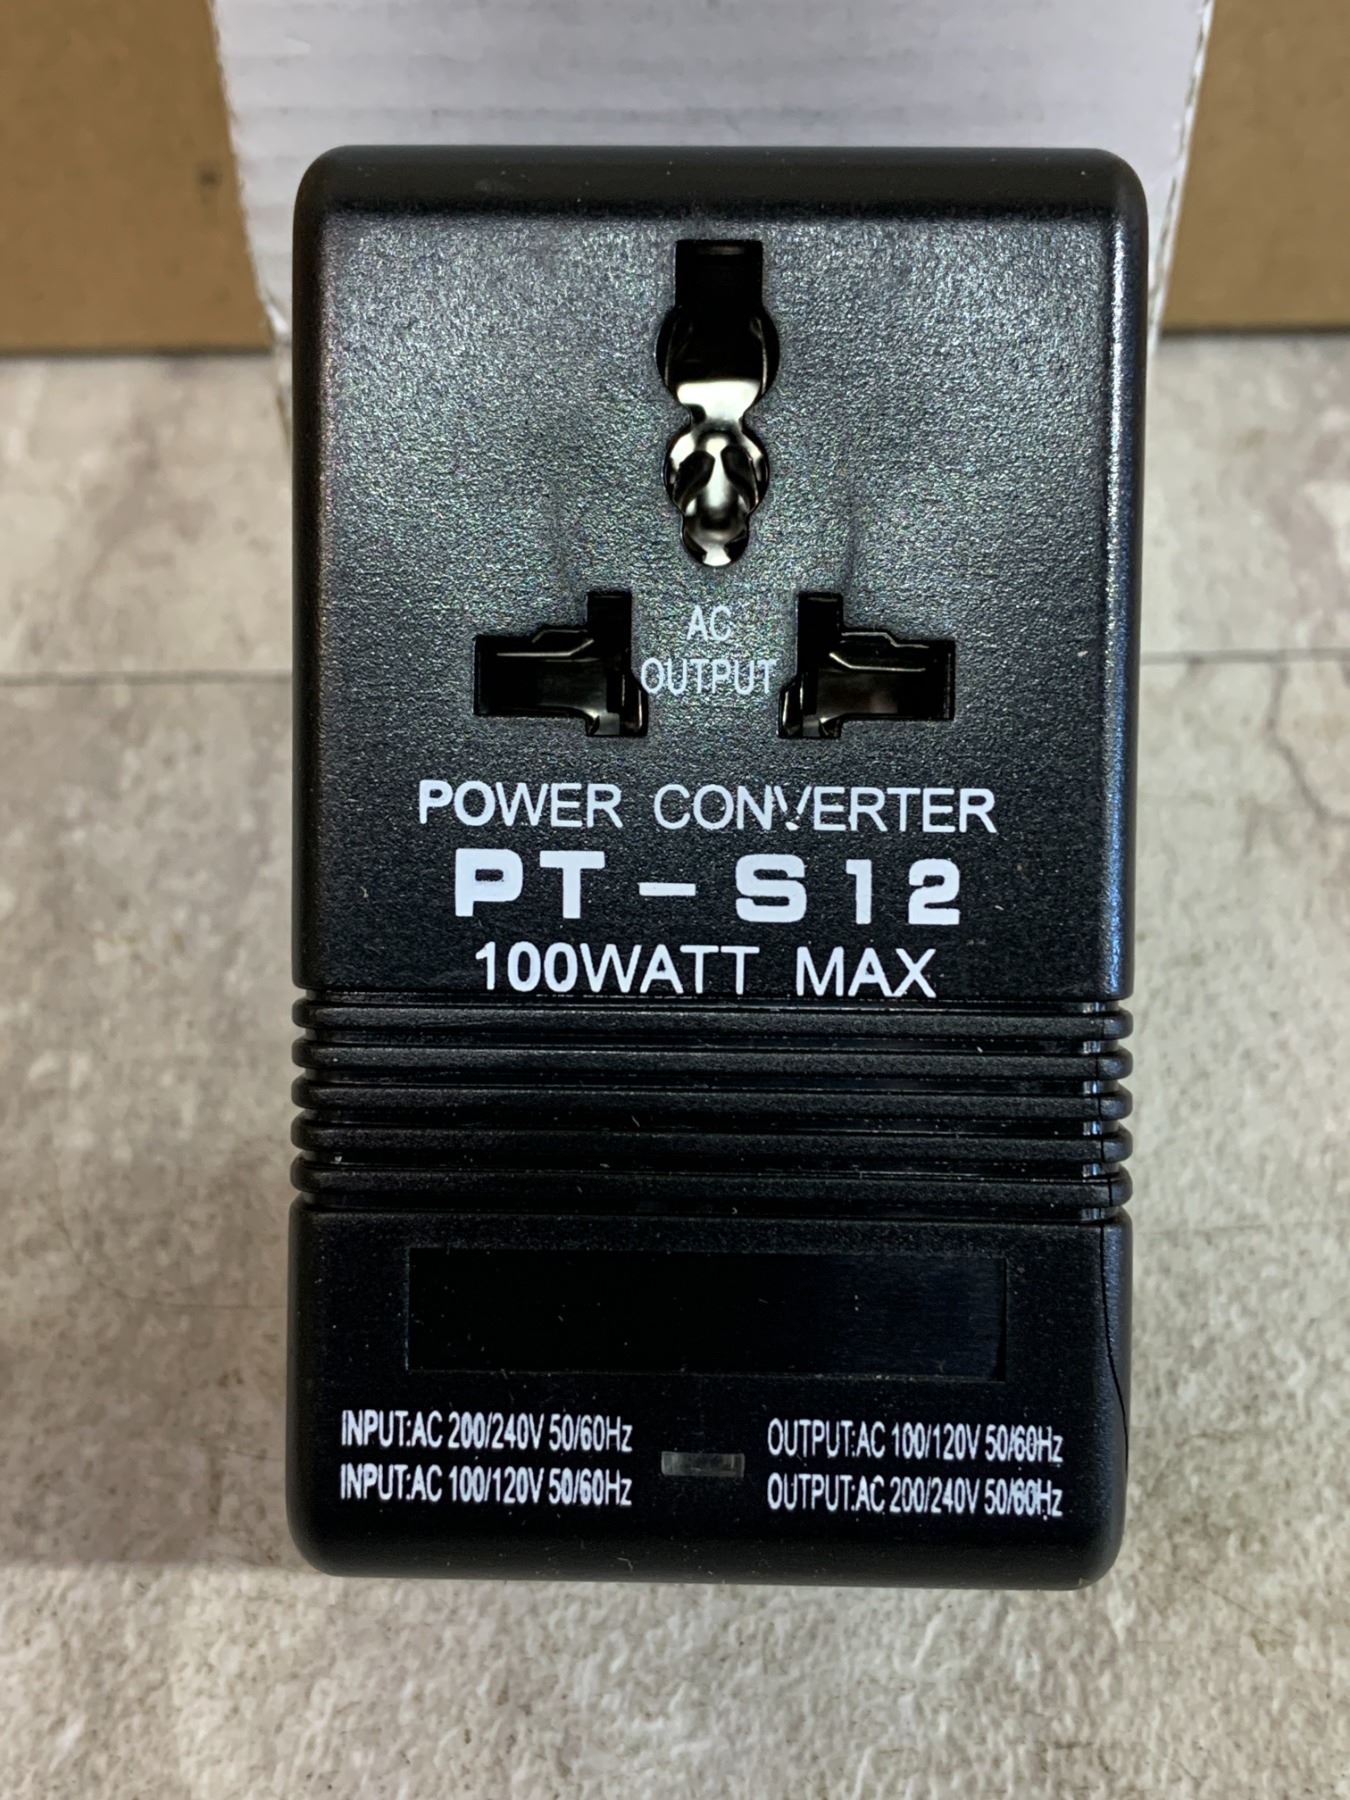 AC
OUTPUT
POWER CONVERTER
PT-S12
100WATT MAX
INPUT:AC 200/240V 50/60Hz
OUTPUT:AC 100/120V 50/60Hz
INPUT:AC 100/120V 50/60Hz
OUTPUT:AC 200/240V 50/60Hz